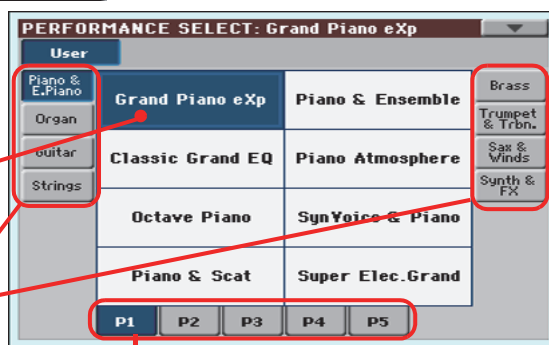 PERFORMANCE SELECT: Grand Piano eXp
User
Piano &
E.Piano
Organ
Guitar
Strings
Grand Piano eXp
Piano & Ensemble
Classic Grand EQ
Piano Atmosphere
Octave Piano
SynVoice & Piano
Piano & Scat
Super Elec.Grand
Brass
Trumpet
& Trbn.
Sax &
Winds
Synth &
FX
P1 P2 P3 P4 P5